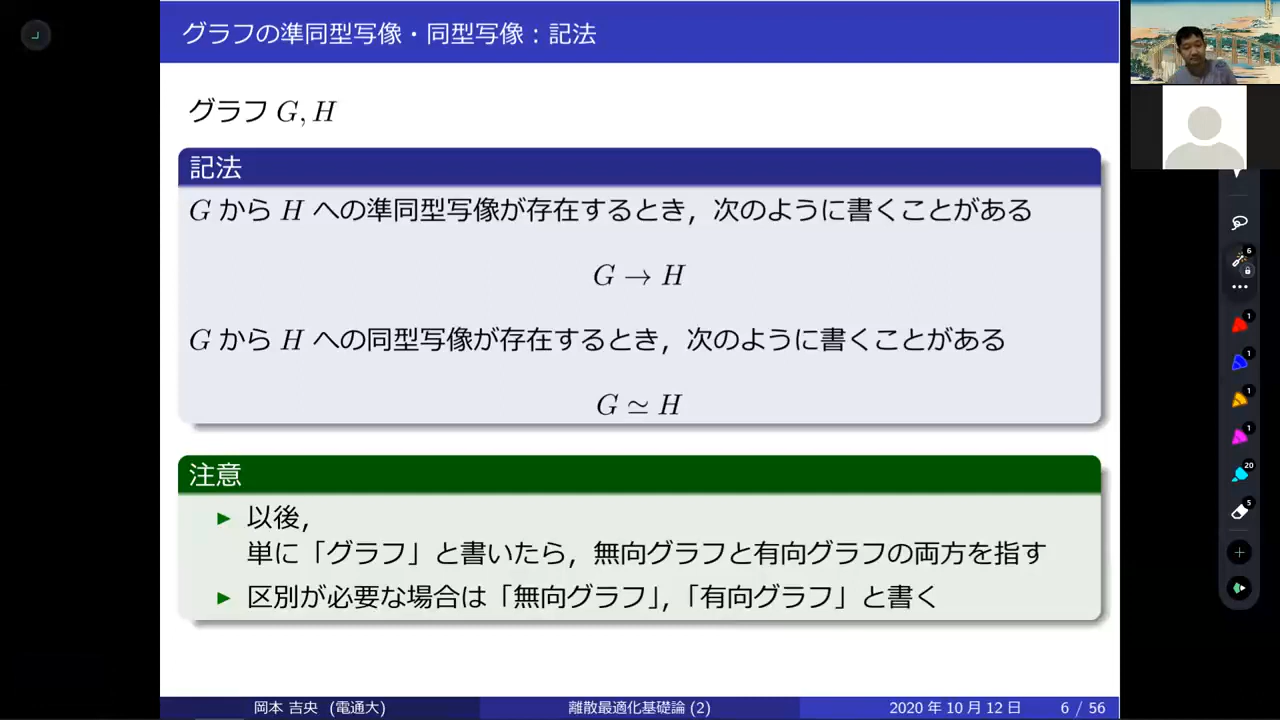 グラフの準同型写像・同型写像：記法
グラフ G, H
記法
G から H への準同型写像が存在するとき，次のように書くことがある
G → H
G から H への同型写像が存在するとき，次のように書くことがある
G ≃ H
注意
▶ 以後，
単に「グラフ」と書いたら，無向グラフと有向グラフの両方を指す
▶ 区別が必要な場合は「無向グラフ」，「有向グラフ」と書く
岡本 吉央 (電通大)
離散最適化基礎論 (2)
2020 年 10 月 12 日
6 / 56
6
1
1
1
1
20
5